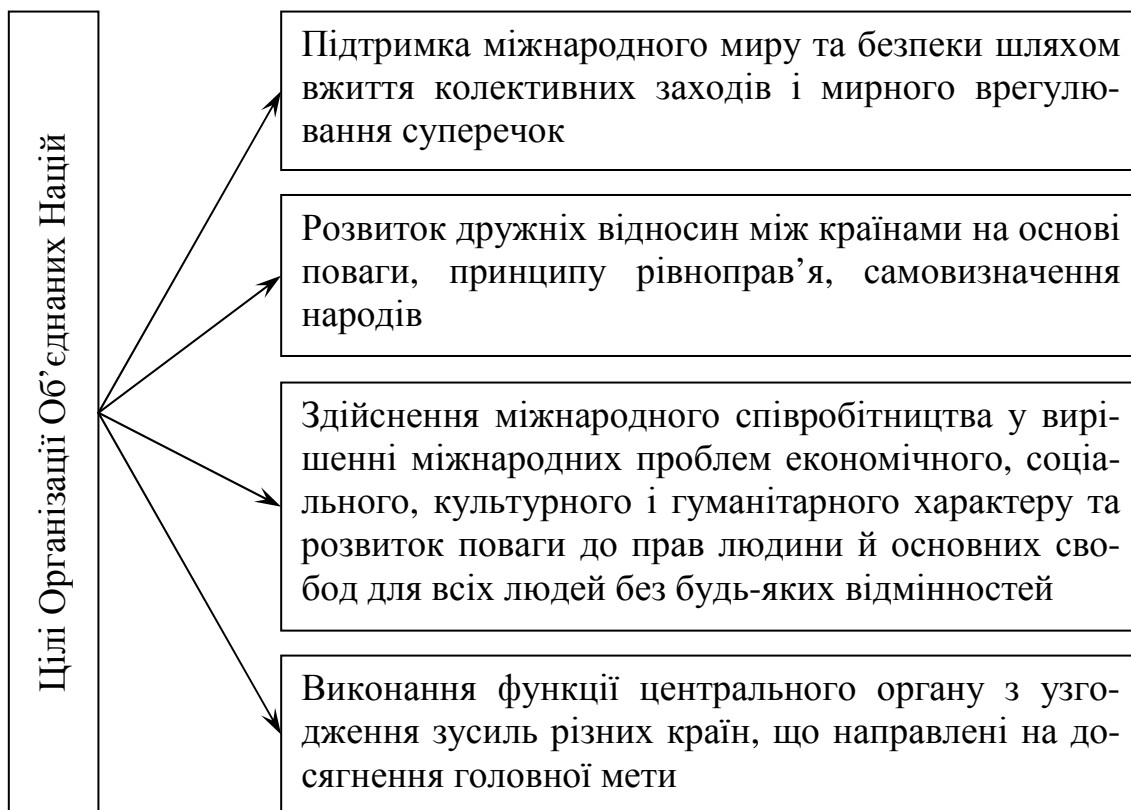 Цілі Організації Об’єднаних Націй
Підтримка міжнародного миру та безпеки шляхом
вжиття колективних заходів і мирного врегулю-
вання суперечок
Розвиток дружніх відносин між країнами на основі
поваги, принципу рівноправ’я, самовизначення
народів
Здійснення міжнародного співробітництва у вирі-
шенні міжнародних проблем економічного, соціа-
льного, культурного і гуманітарного характеру та
розвиток поваги до прав людини й основних сво-
бод для всіх людей без будь-яких відмінностей
Виконання функції центрального органу з узго-
дження зусиль різних країн, що направлені на до-
сягнення головної мети